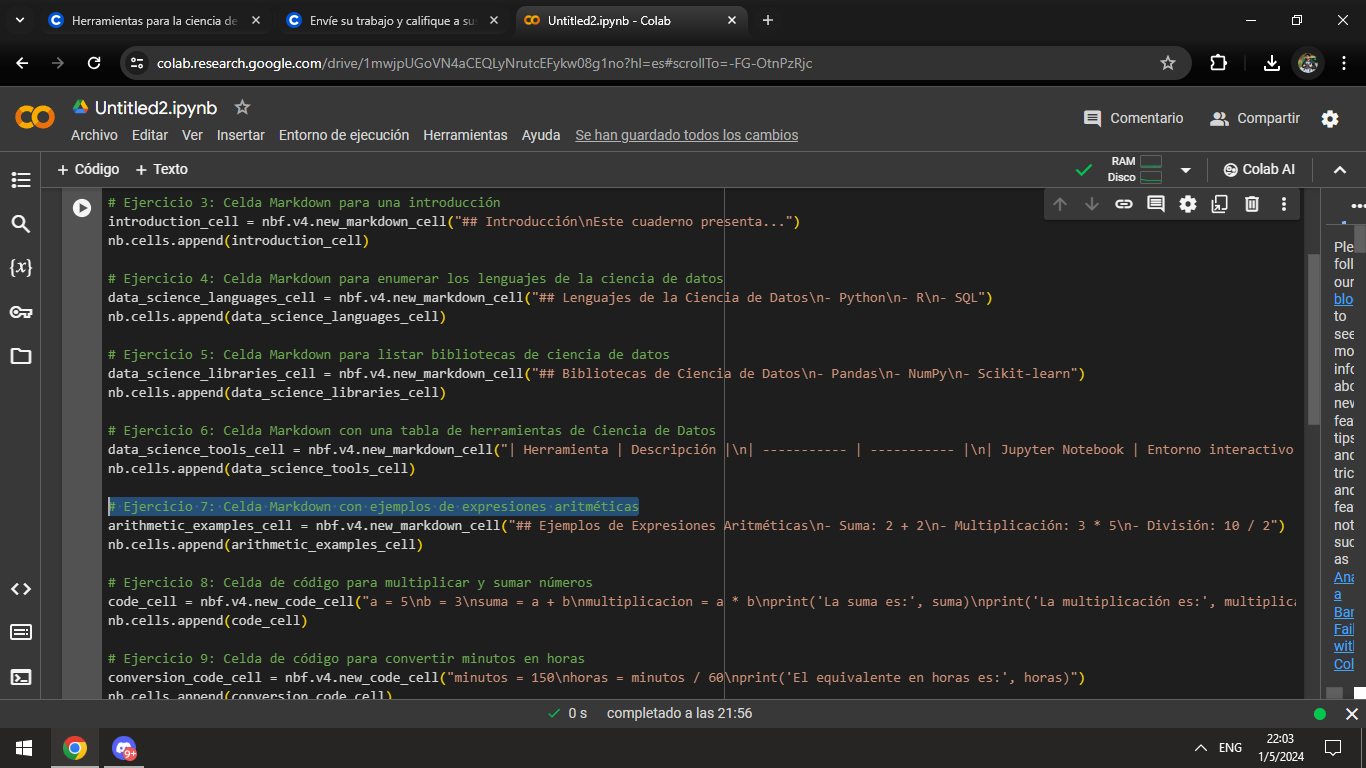 Herramientas para la ciencia de
Envíe su trabajo y califique a sus
Untitled2.ipynb - Colab
colab.research.google.com/drive/1mwjpUGoVN4aCEQLyNrutcEFykw08g1no?hl=es#scrollTo=-FG-OtnPzRjc
Untitled2.ipynb
Comentario
Compartir
Archivo Editar Ver Insertar Entorno de ejecución Herramientas Ayuda Se han guardado todos los cambios
+ Código + Texto
RAM
Disco
Colab AI
# Ejercicio 3: Celda Markdown para una introducción
introduction_cell = nbf.v4.new_markdown_cell("## Introducción\nEste cuaderno presenta...")
nb.cells.append(introduction_cell)
# Ejercicio 4: Celda Markdown para enumerar los lenguajes de la ciencia de datos
data_science_languages_cell = nbf.v4.new_markdown_cell("## Lenguajes de la Ciencia de Datos\n- Python\n- R\n- SQL")
nb.cells.append(data_science_languages_cell)
# Ejercicio 5: Celda Markdown para listar bibliotecas de ciencia de datos
data_science_libraries_cell = nbf.v4.new_markdown_cell("## Bibliotecas de Ciencia de Datos\n- Pandas\n- NumPy\n- Scikit-learn")
nb.cells.append(data_science_libraries_cell)
# Ejercicio 6: Celda Markdown con una tabla de herramientas de Ciencia de Datos
data_science_tools_cell = nbf.v4.new_markdown_cell("| Herramienta | Descripción |\n| ----------- | ----------- |\n| Jupyter Notebook | Entorno interactivo
nb.cells.append(data_science_tools_cell)
# Ejercicio 7: Celda Markdown con ejemplos de expresiones aritméticas
arithmetic_examples_cell = nbf.v4.new_markdown_cell("## Ejemplos de Expresiones Aritméticas\n- Suma: 2 + 2\n- Multiplicación: 3 * 5\n- División: 10 / 2")
nb.cells.append(arithmetic_examples_cell)
# Ejercicio 8: Celda de código para multiplicar y sumar números
code_cell = nbf.v4.new_code_cell("a = 5\nb = 3\nsuma = a + b\nmultiplicacion = a * b\nprint('La suma es:', suma)\nprint('La multiplicación es:', multiplica
nb.cells.append(code_cell)
# Ejercicio 9: Celda de código para convertir minutos en horas
conversion_code_cell = nbf.v4.new_code_cell("minutos = 150\nhoras = minutos / 60\nprint('El equivalente en horas es:', horas)")
nb.cells.append(conversion_code_cell)
Ple
foll
our
blo
to
see
mo
info
abo
nev
fea
tips
and
tric
and
fea
not
suc
as
Ana
a
Bar
Fail
with
Col
0 s completado a las 21:56
9+
ENG
22:03
1/5/2024